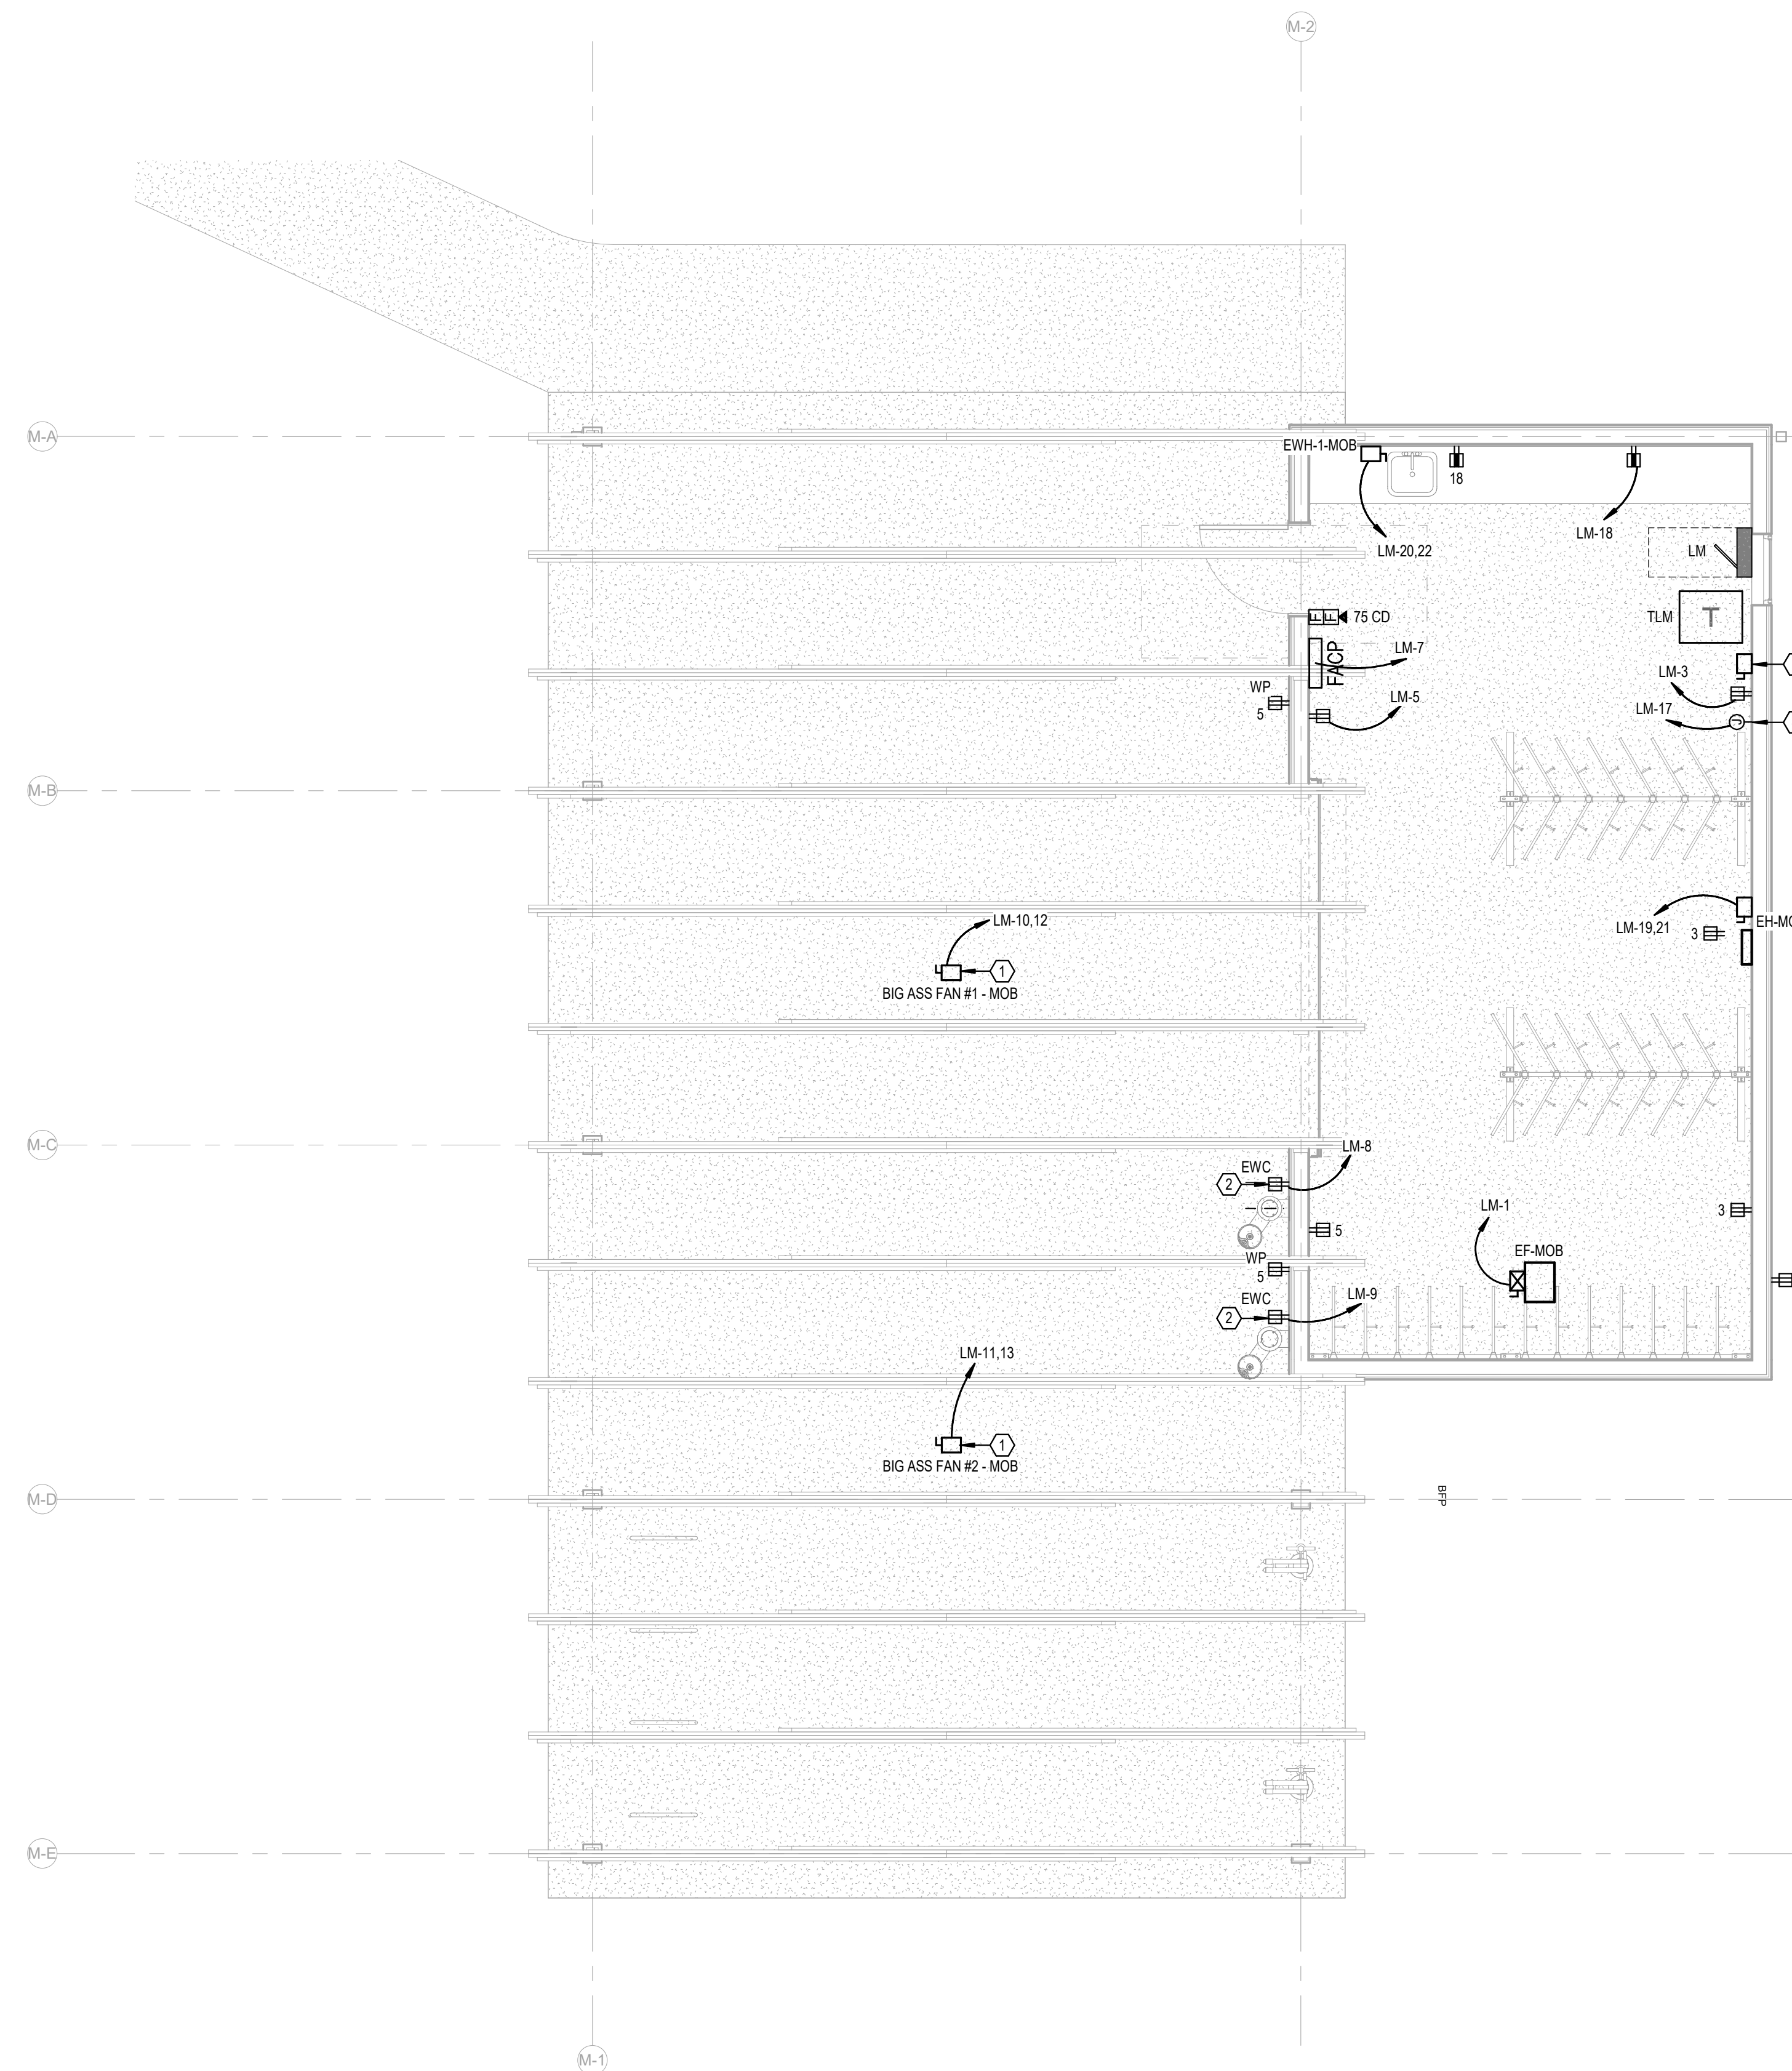 M-2
M-A
EWH-1-MOB
18
LM-18
LM-20,22
LM
TLM
T
F F
75 CD
FACP
LM-7
LM-3
WP
5
LM-5
LM-17
J
M-B
LM-10,12
1
BIG ASS FAN #1 - MOB
LM-19,21
3
M-C
LM-8
EWC
2
5
3
LM-1
EF-MOB
WP
5
EWC
2
LM-9
LM-11,13
1
BIG ASS FAN #2 - MOB
BFP
M-D
M-E
M-1